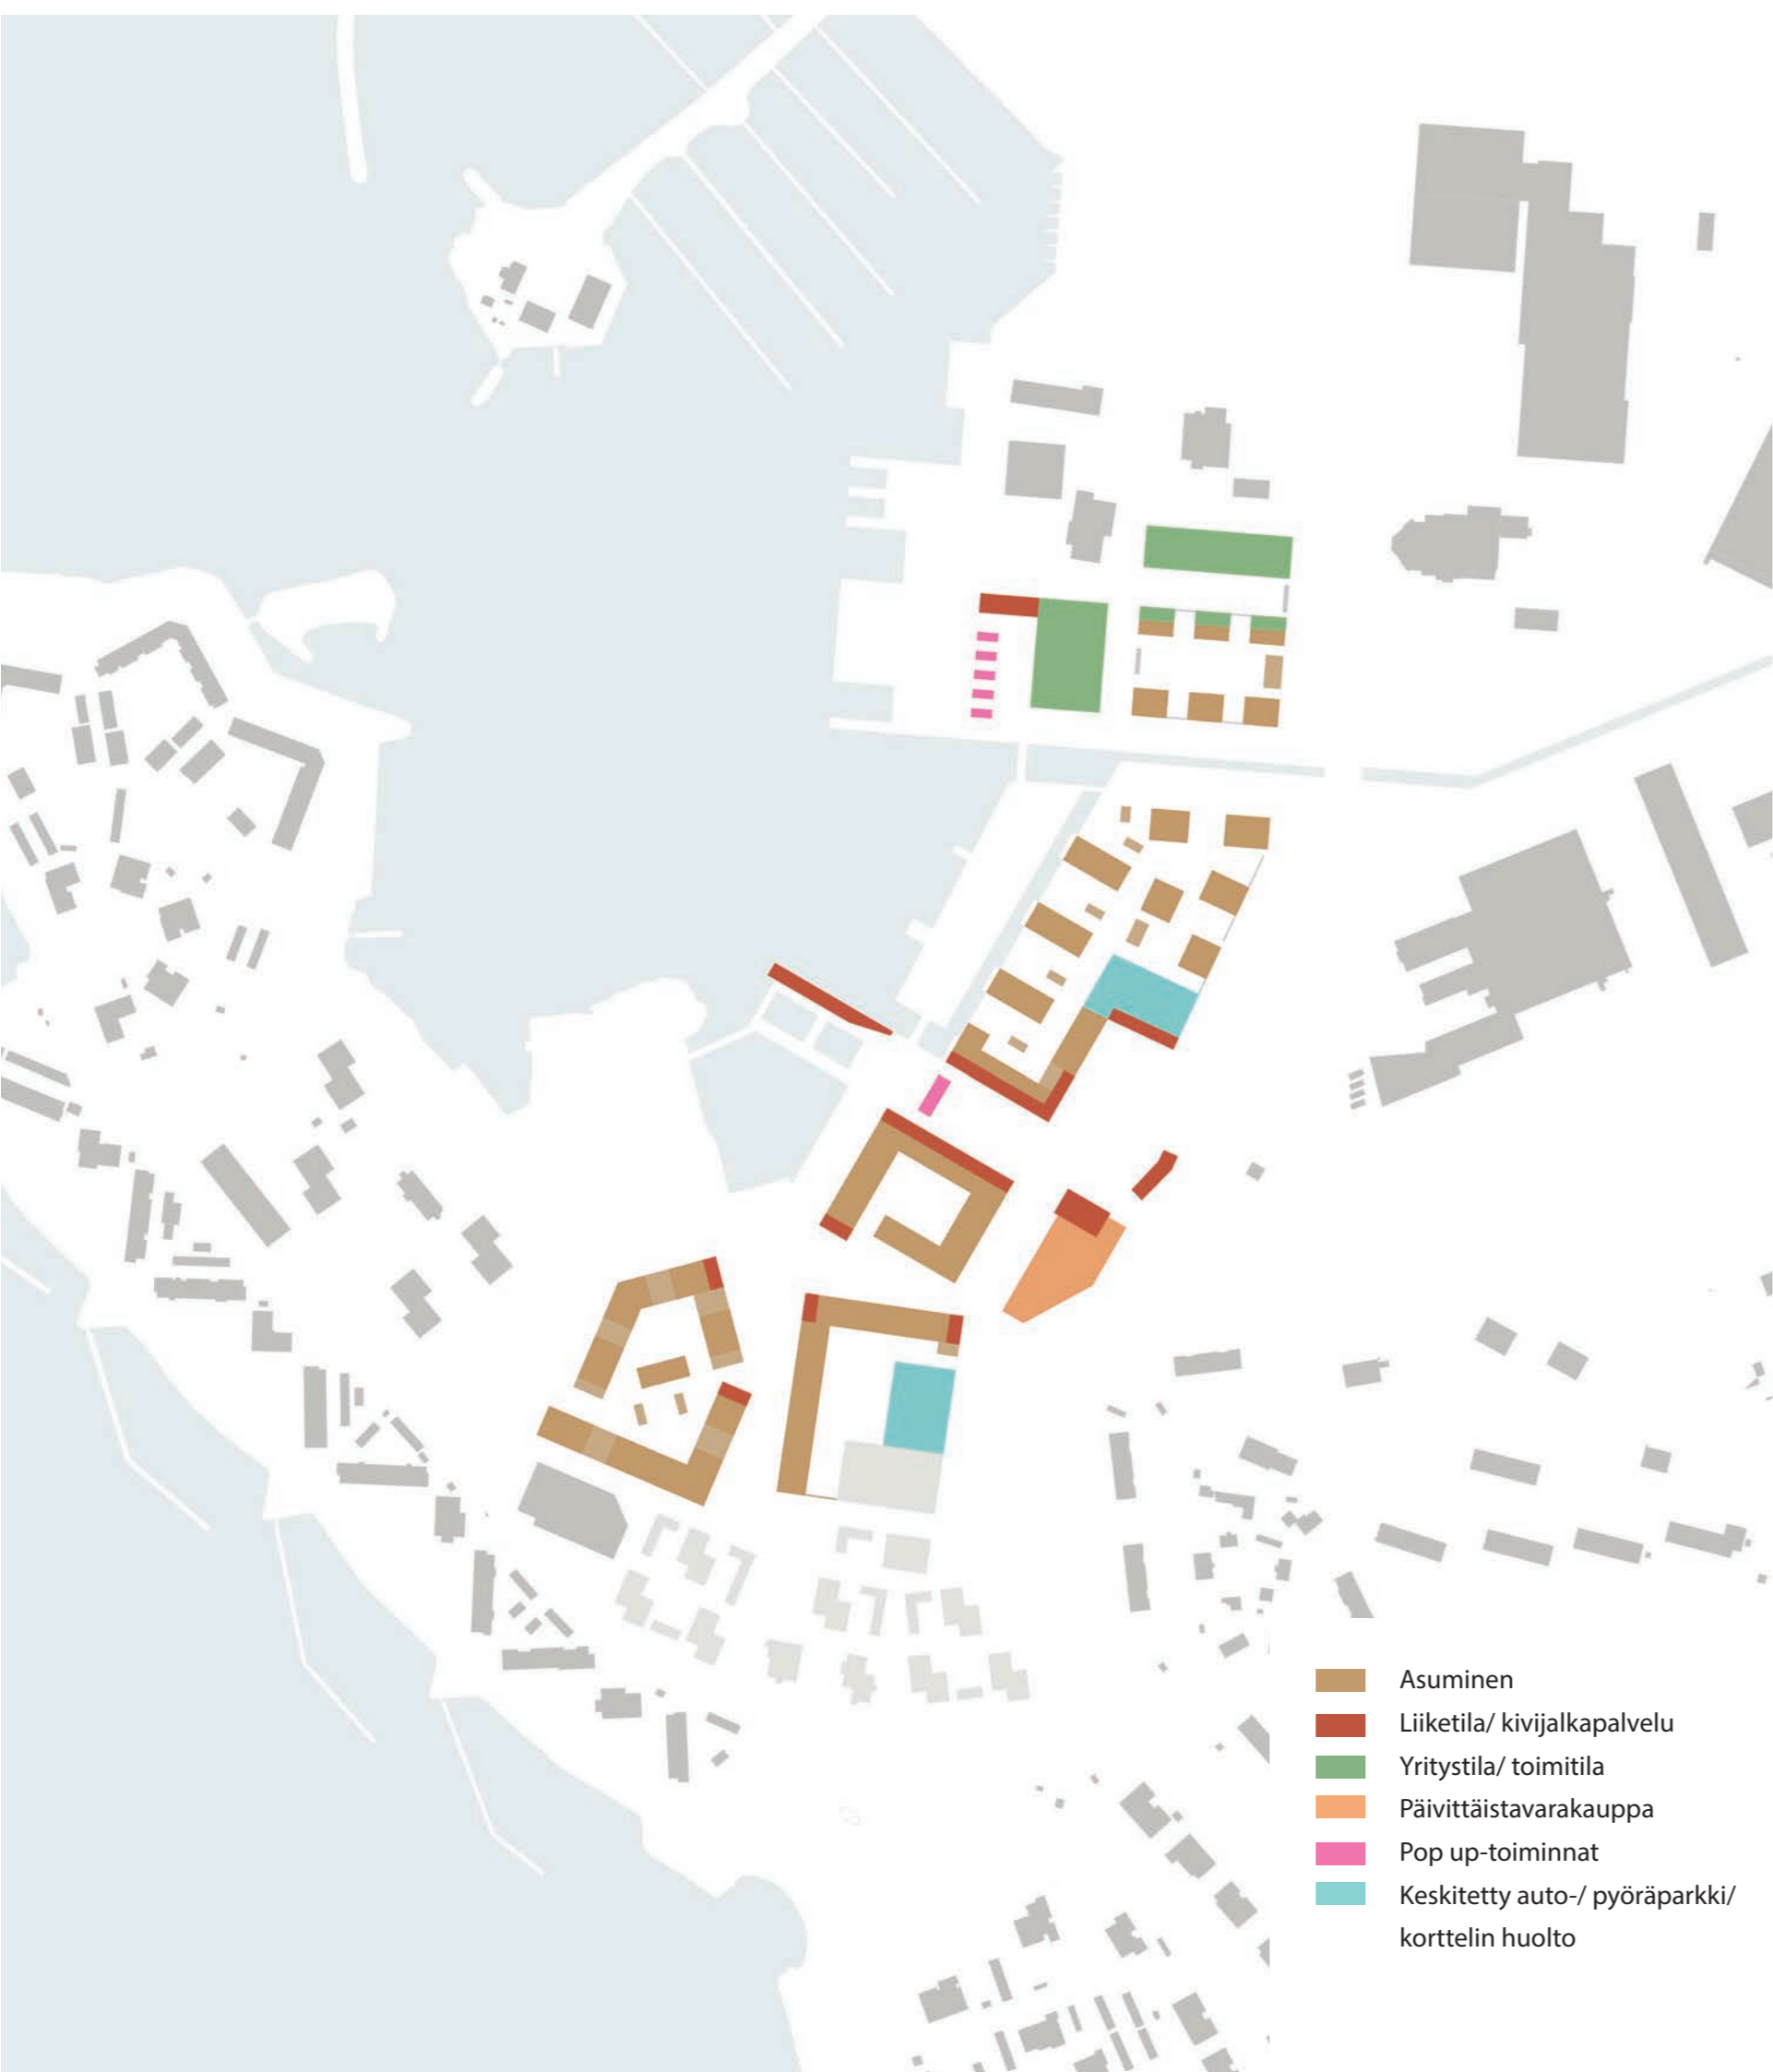 Asuminen
Liiketila/ kivijalkapalvelu
Yritystila/ toimitila
Päivittäistavarakauppa
Pop up-toiminnat
Keskitetty auto-/ pyöräparkki/
korttelin huolto